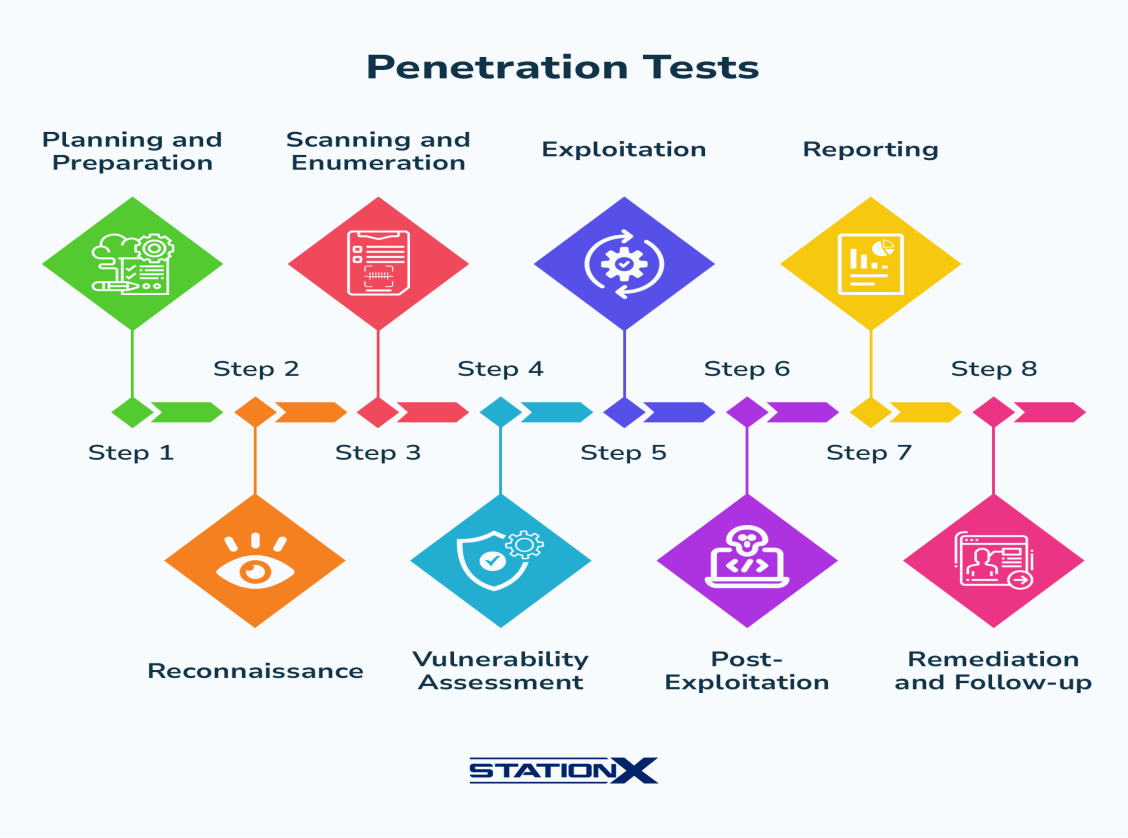 Penetration Tests
Planning and
Preparation
Scanning and
Enumeration
Exploitation
Reporting
Step 2
Step 4
Step 6
Step 8
Step 1
Step 3
Step 5
Step 7
Reconnaissance
Vulnerability
Assessment
Post-
Exploitation
Remediation
and Follow-up
STATIONX